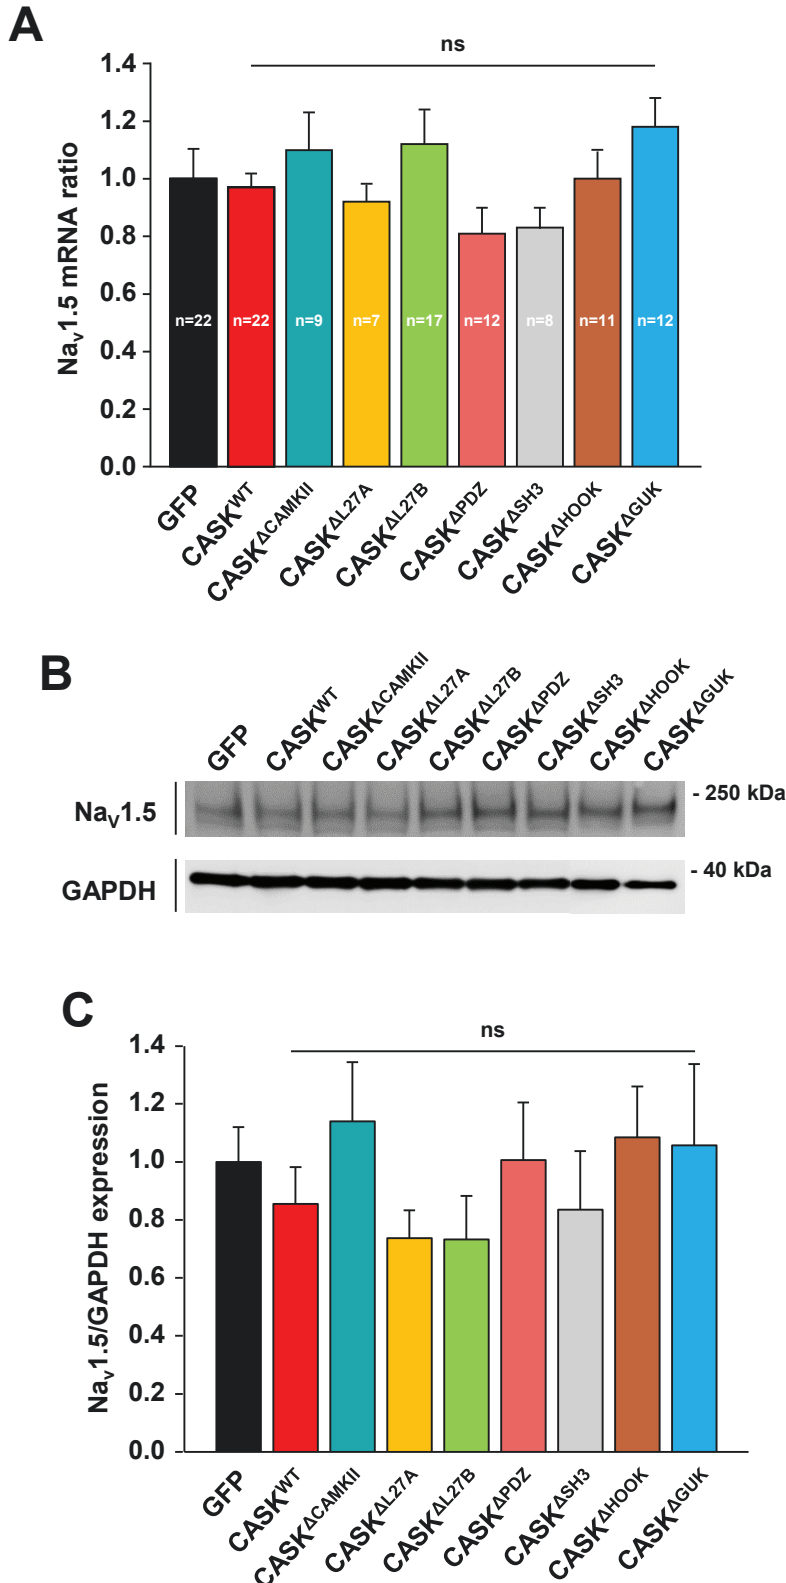 A
ns
Nav1.5 mRNA ratio
1.4
1.2
1.0
0.8
0.6
0.4
0.2
0.0
n=22 n=22 n=9 n=7 n=17 n=12 n=8 n=11 n=12
GFP CASKWT CASKΔCAMKII CASKΔL27A CASKΔL27B CASKΔPDZ CASKΔSH3 CASKΔHOOK CASKΔGUK
B
GFP CASKWT CASKΔCAMKII CASKΔL27A CASKΔL27B CASKΔPDZ CASKΔSH3 CASKΔHOOK CASKΔGUK
NaV1.5
- 250 kDa
GAPDH
- 40 kDa
C
ns
Nav1.5/GAPDH expression
1.4
1.2
1.0
0.8
0.6
0.4
0.2
0.0
GFP CASKWT CASKΔCAMKII CASKΔL27A CASKΔL27B CASKΔPDZ CASKΔSH3 CASKΔHOOK CASKΔGUK